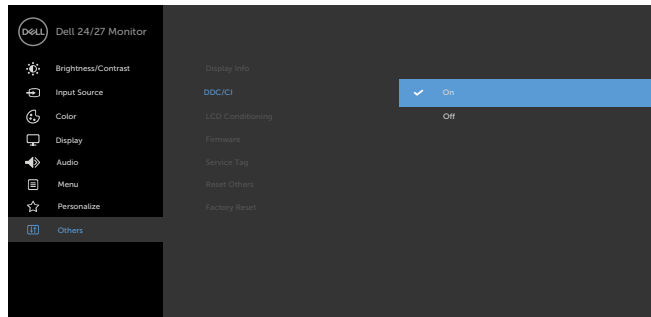 DELL Dell 24/27 Monitor
Brightness/Contrast Display Info
Input Source DDC/CI On
Color LCD Conditioning Off
Display Firmware
Audio Service Tag
Menu Reset Others
Personalize Factory Reset
Others